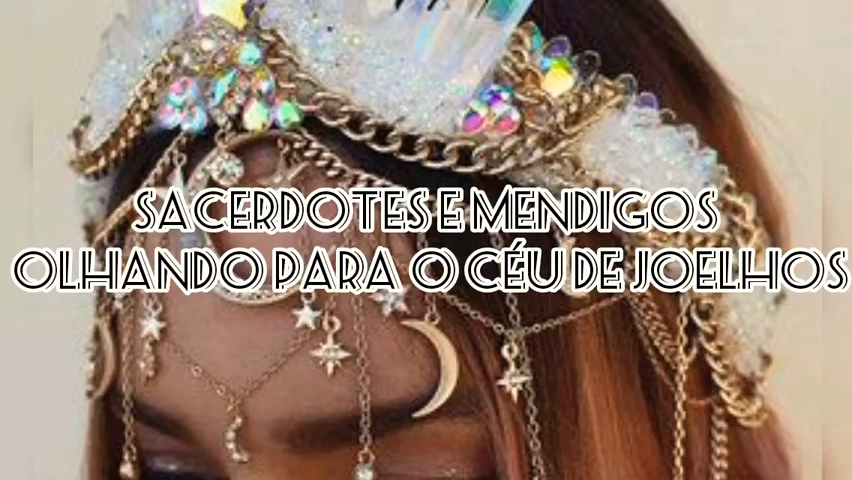 SACERDOTES E MENDIGOS
OLHANDO PARA O CÉU DE JOELHOS